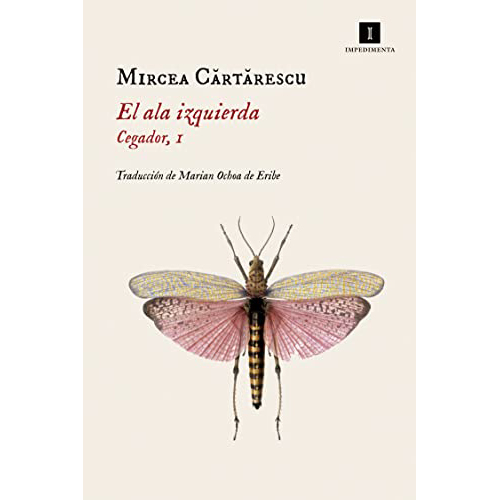 I
IMPEDIMENTA
MIRCEA CĂRTĂRESCU
El ala izquierda
Cegador, 1
Traducción de Marian Ochoa de Eribe